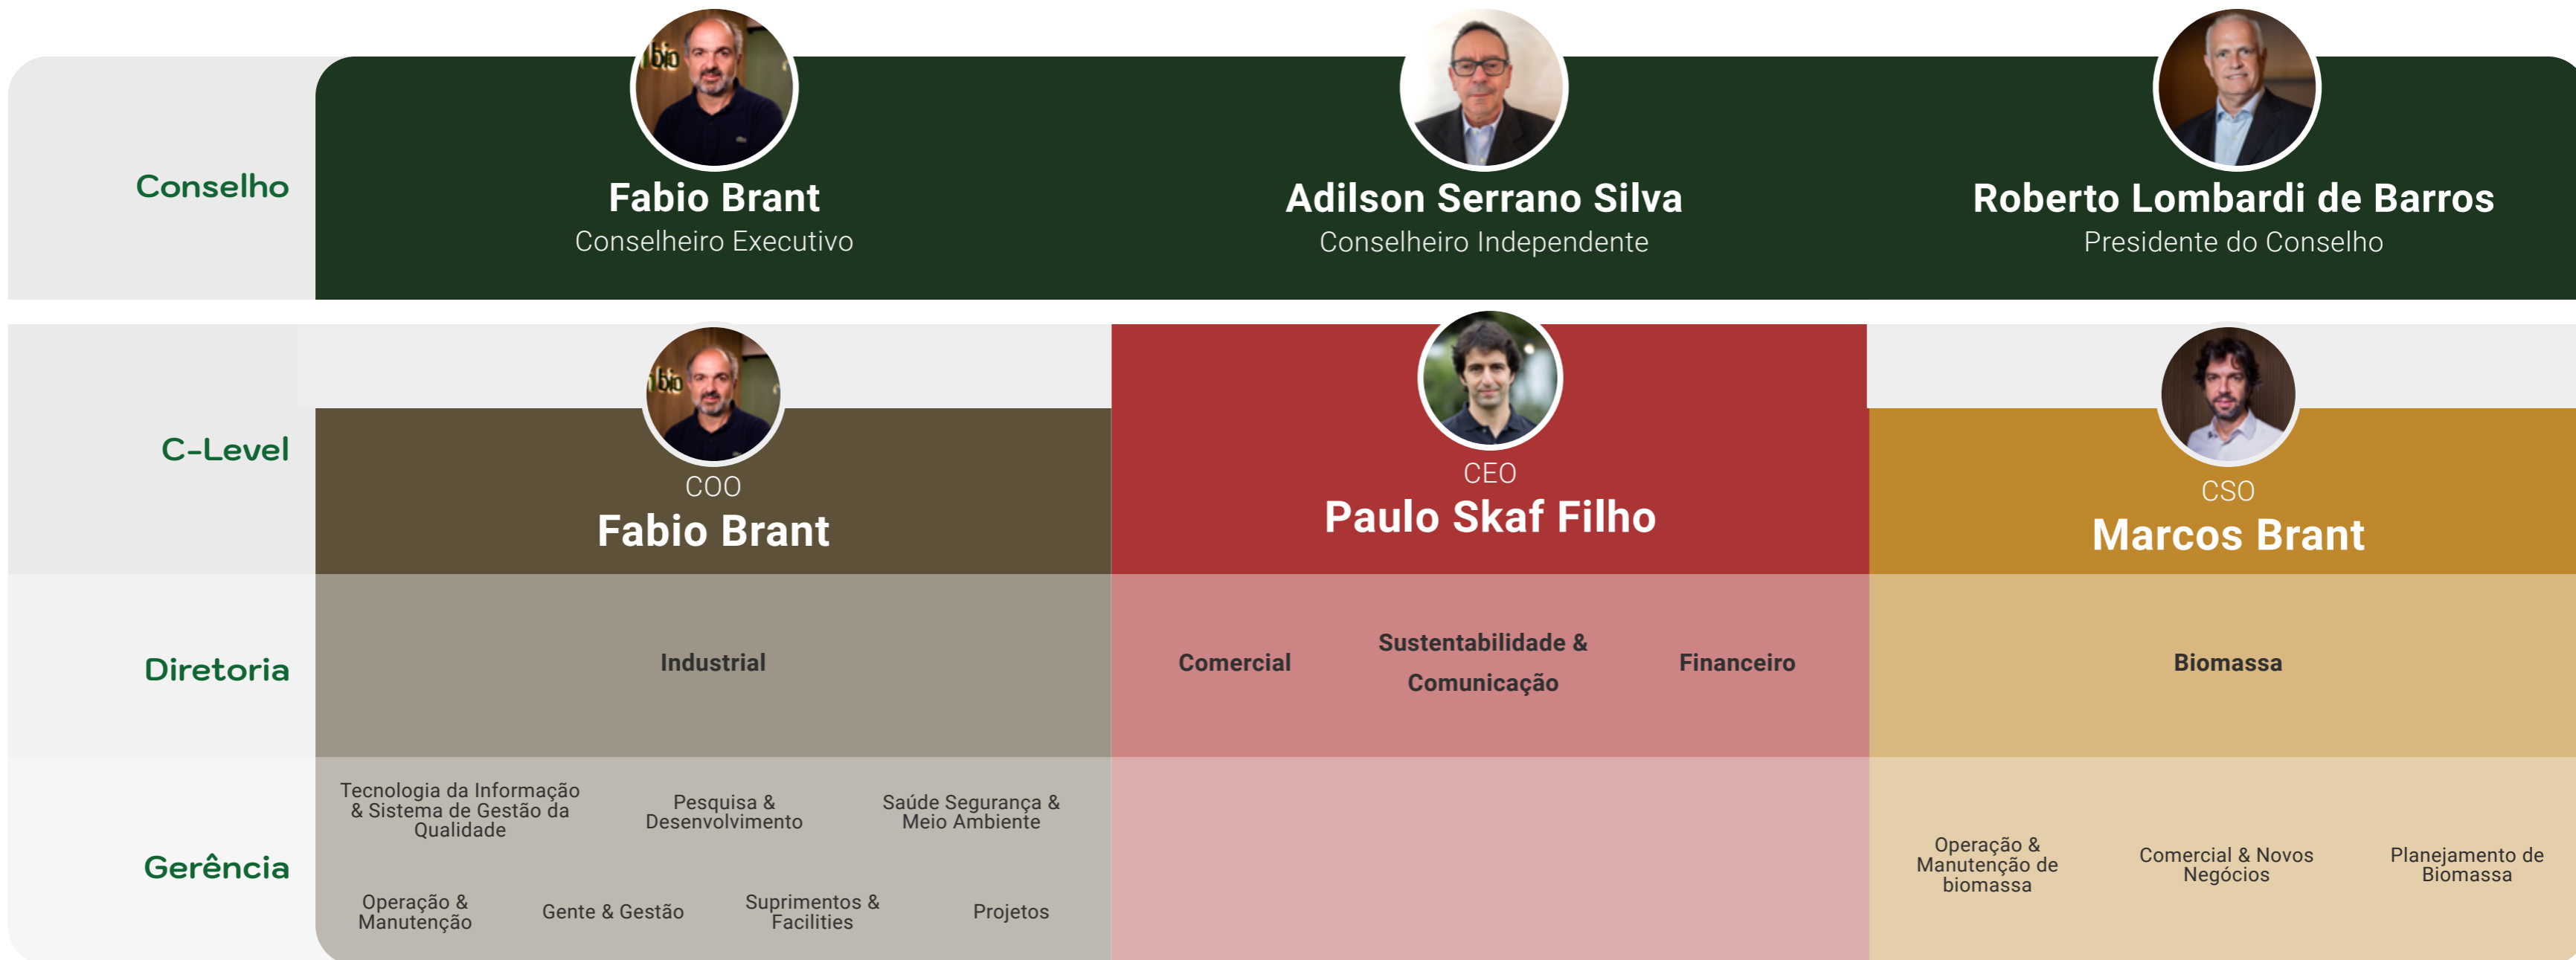 Conselho
Fabio Brant
Conselheiro Executivo
Adilson Serrano Silva
Conselheiro Independente
Roberto Lombardi de Barros
Presidente do Conselho
C-Level
COO
Fabio Brant
CEO
Paulo Skaf Filho
CSO
Marcos Brant
Diretoria
Industrial
Comercial
Sustentabilidade &
Comunicação
Financeiro
Biomassa
Gerência
Tecnologia da Informação
& Sistema de Gestão da
Qualidade
Pesquisa &
Desenvolvimento
Saúde Segurança &
Meio Ambiente
Operação &
Manutenção
Gente & Gestão
Suprimentos &
Facilities
Projetos
Operação &
Manutenção de
biomassa
Comercial & Novos
Negócios
Planejamento de
Biomassa